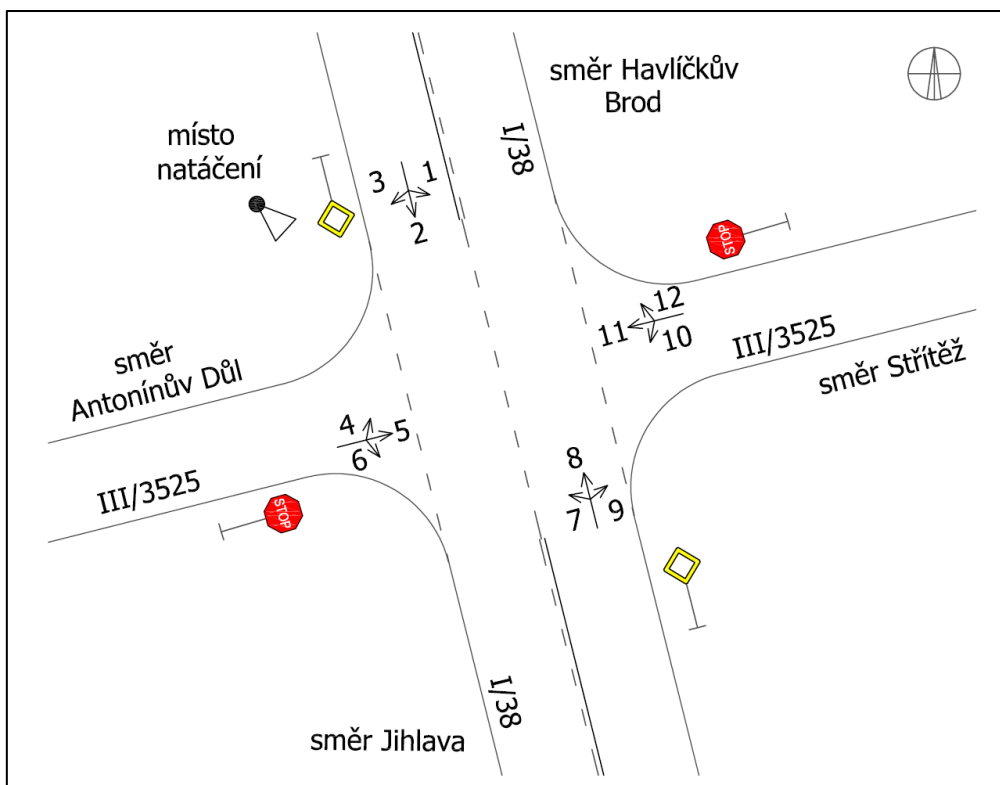 směr Havlíčkův
Brod
I/38
místo
natáčení
3 1
2
STOP
12
11
10
III/3525
směr Střítěž
směr
Antonínův Důl
4
5
6
III/3525
STOP
8
7 9
I/38
směr Jihlava